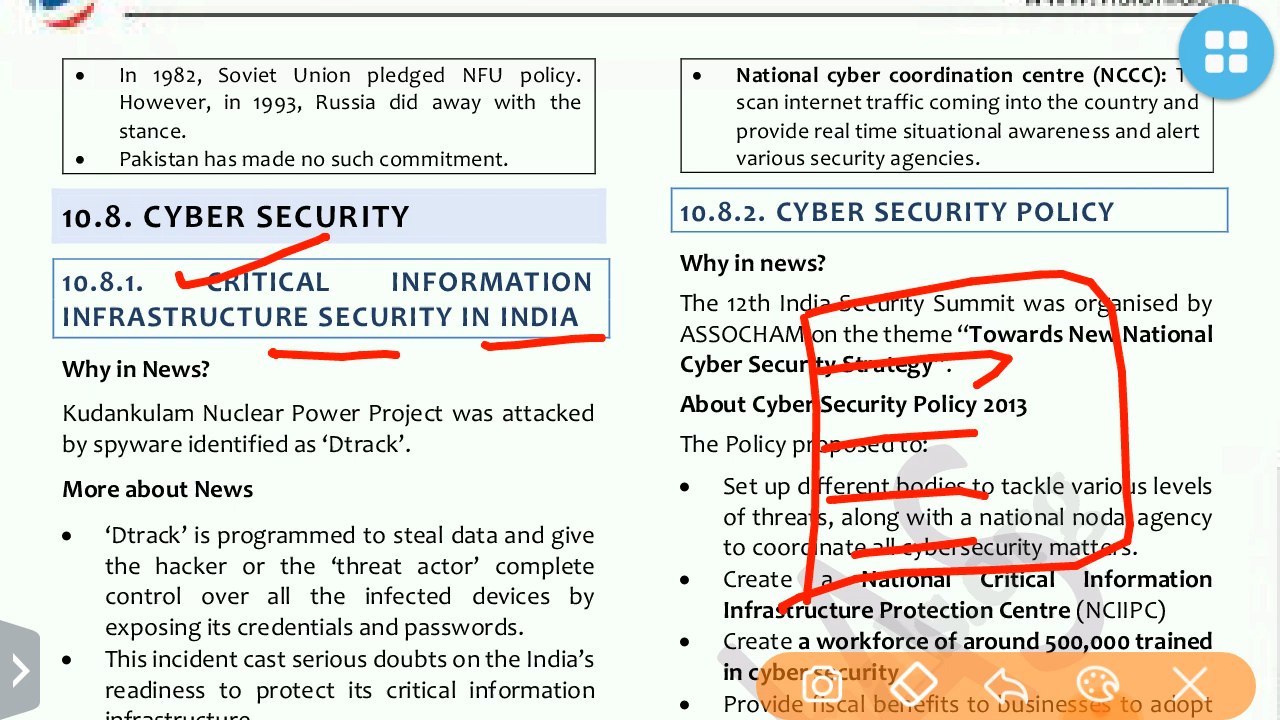 In 1982, Soviet Union pledged NFU policy.
However, in 1993, Russia did away with the
stance.
Pakistan has made no such commitment.
10.8. CYBER SECURITY
10.8.1. CRITICAL INFORMATION
INFRASTRUCTURE SECURITY IN INDIA
Why in News?
Kudankulam Nuclear Power Project was attacked
by spyware identified as ‘Dtrack’.
More about News
‘Dtrack’ is programmed to steal data and give
the hacker or the ‘threat actor’ complete
control over all the infected devices by
exposing its credentials and passwords.
This incident cast serious doubts on the India’s
readiness to protect its critical information
infrastructure.
National cyber coordination centre (NCCC):
scan internet traffic coming into the country and
provide real time situational awareness and alert
various security agencies.
10.8.2. CYBER SECURITY POLICY
Why in news?
The 12th India Security Summit was organised by
ASSOCHAM on the theme “Towards New National
Cyber Security Strategy”.
About Cyber Security Policy 2013
The Policy proposed to:
Set up different bodies to tackle various levels
of threats, along with a national nodal agency
to coordinate all cybersecurity matters.
Create a National Critical Information
Infrastructure Protection Centre (NCIIPC)
Create a workforce of around 500,000 trained
in cyber security
Provide fiscal benefits to businesses to adopt